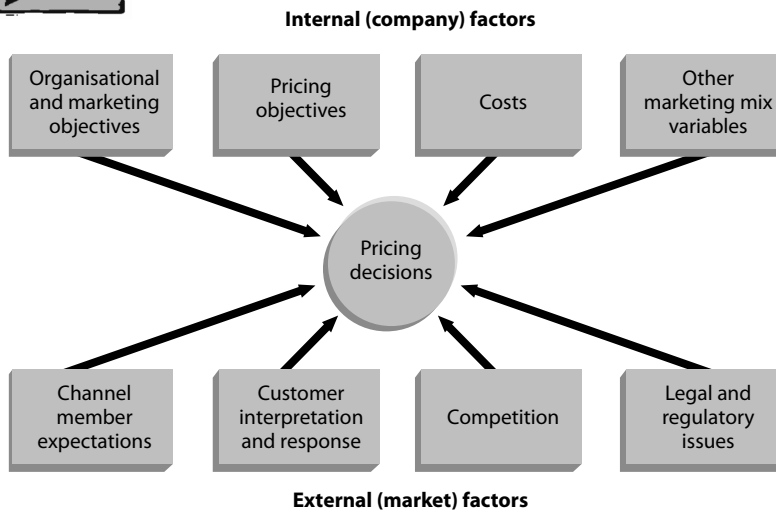 Internal (company) factors
Organisational
and marketing
objectives
Pricing
objectives
Costs
Other
marketing mix
variables
Pricing
decisions
Channel
member
expectations
Customer
interpretation
and response
Competition
Legal and
regulatory
issues
External (market) factors